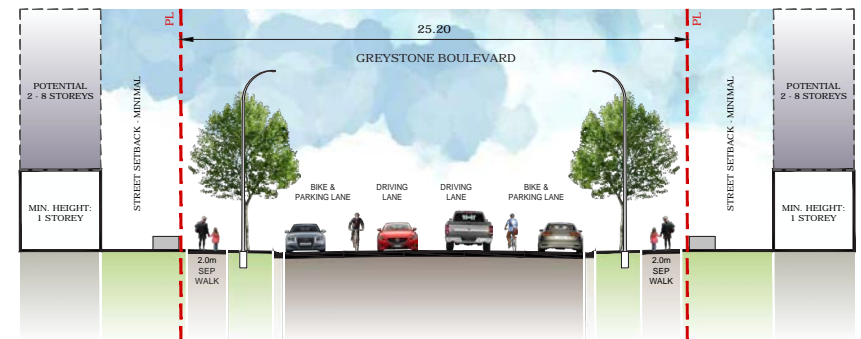 PL
PL
25.20
GREYSTONE BOULEVARD
POTENTIAL
2 - 8 STOREYS
STREET SETBACK - MINIMAL
BIKE &
PARKING LANE
DRIVING
LANE
DRIVING
LANE
BIKE &
PARKING LANE
STREET SETBACK - MINIMAL
POTENTIAL
2 - 8 STOREYS
MIN. HEIGHT:
1 STOREY
MIN. HEIGHT:
1 STOREY
2.0m
SEP
WALK
2.0m
SEP
WALK